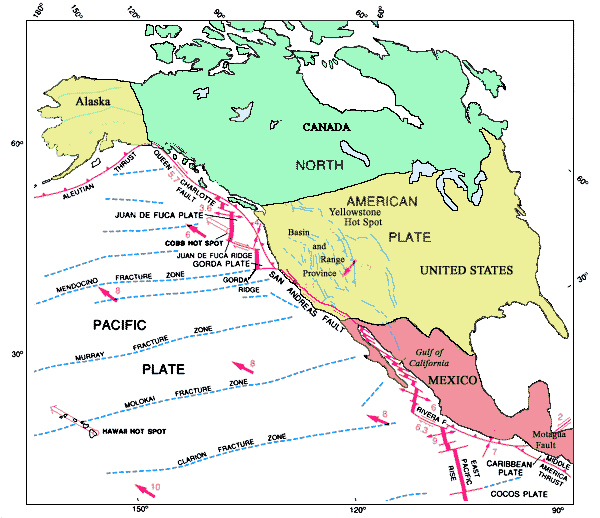 180° 150° 120° 90° 60° 60°
Alaska
CANADA
60°
NORTH
60°
ALEUTIAN THRUST
QUEEN CHARLOTTE FAULT
5.7
AMERICAN
Yellowstone
Hot Spot
3.6
JUAN DE FUCA PLATE
6
COBB HOT SPOT
Basin
and
Range
Province
PLATE
JUAN DE FUCA RIDGE
GORDA PLATE
UNITED STATES
GORDA
RIDGE
30°
MENDOCINO FRACTURE ZONE
8
SAN ANDREAS FAULT
PACIFIC
30°
MURRAY FRACTURE ZONE
Gulf of
California
PLATE
8
MEXICO
MOLOKAI FRACTURE ZONE
6
8
RIVERA F.
2
HAWAII HOT SPOT
6.3
9
7
Motagua
Fault
CLARION FRACTURE ZONE
EAST
PACIFIC
RISE
CARIBBEAN
PLATE
MIDDLE
AMERICA
THRUST
10
COCOS PLATE
150° 120° 90°